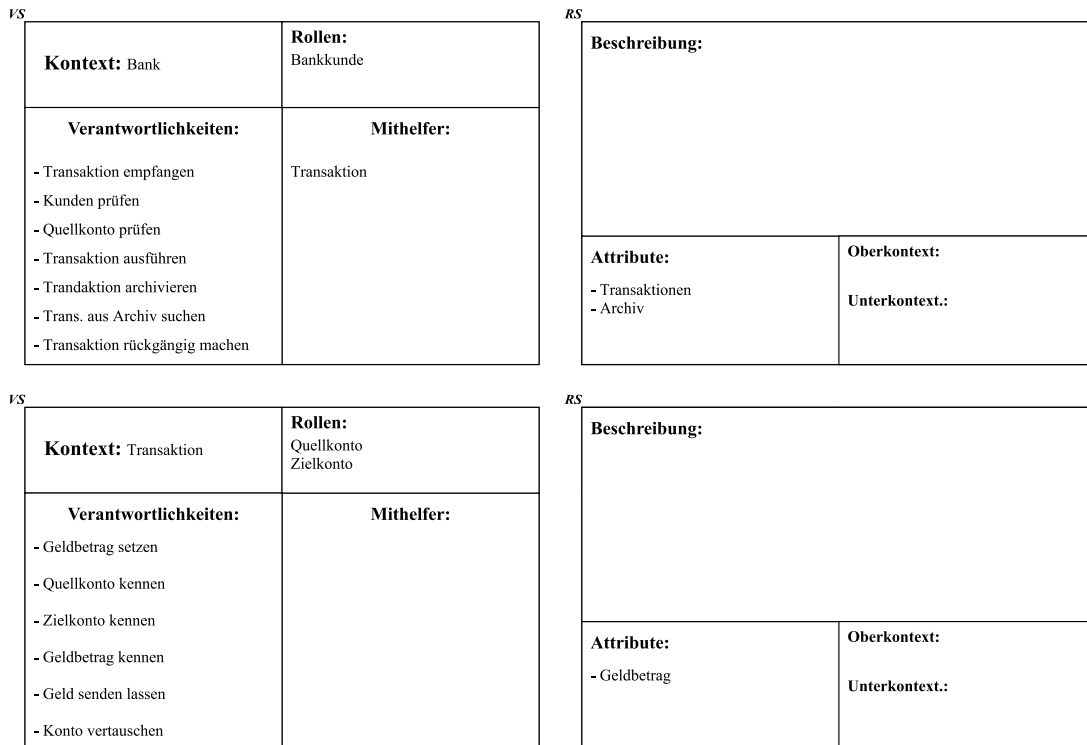 VS
Kontext: Bank
Rollen:
Bankkunde
Verantwortlichkeiten:
- Transaktion empfangen
- Kunden prüfen
- Quellkonto prüfen
- Transaktion ausführen
- Trandaktion archivieren
- Trans. aus Archiv suchen
- Transaktion rückgängig machen
Mithelfer:
Transaktion
RS
Beschreibung:
Attribute:
- Transaktionen
- Archiv
Oberkontext:
Unterkontext.:
VS
Kontext: Transaktion
Rollen:
Quellkonto
Zielkonto
Verantwortlichkeiten:
- Geldbetrag setzen
- Quellkonto kennen
- Zielkonto kennen
- Geldbetrag kennen
- Geld senden lassen
- Konto vertauschen
Mithelfer:
RS
Beschreibung:
Attribute:
- Geldbetrag
Oberkontext:
Unterkontext.: